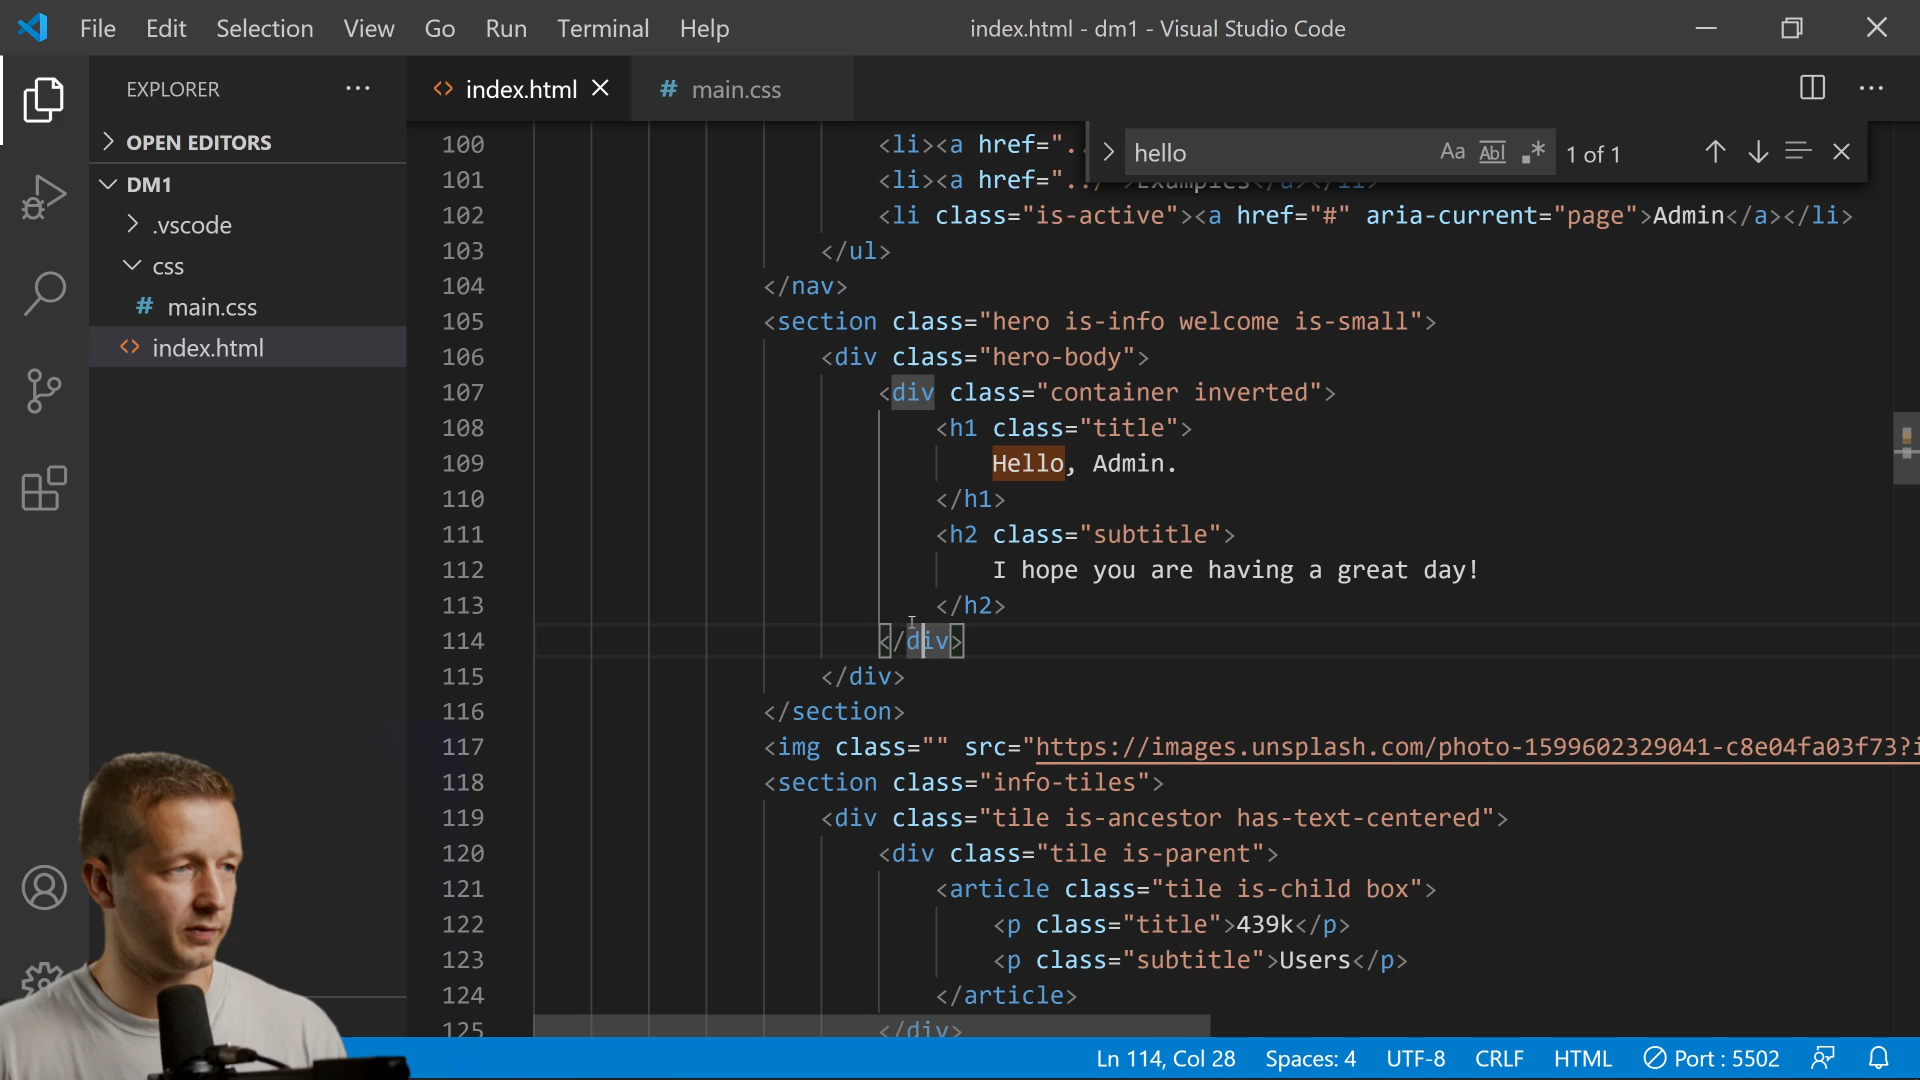 File Edit Selection View Go Run Terminal Help
index.html - dm1 - Visual Studio Code
EXPLORER
OPEN EDITORS
DM1
.vscode
css
# main.css
<> index.html
<> index.html
# main.css
hello
Aa Abl .* 1 of 1
100 <li><a href="..
101 <li><a href="../">Examples</a></li>
102 <li class="is-active"><a href="#" aria-current="page">Admin</a></li>
103 </ul>
104 </nav>
105 <section class="hero is-info welcome is-small">
106 <div class="hero-body">
107 <div class="container inverted">
108 <h1 class="title">
109 Hello, Admin.
110 </h1>
111 <h2 class="subtitle">
112 I hope you are having a great day!
113 </h2>
114 </div>
115 </div>
116 </section>
117 <img class="" src="https://images.unsplash.com/photo-1599602329041-c8e04fa03f73?i
118 <section class="info-tiles">
119 <div class="tile is-ancestor has-text-centered">
120 <div class="tile is-parent">
121 <article class="tile is-child box">
122 <p class="title">439k</p>
123 <p class="subtitle">Users</p>
124 </article>
125 </div>
Ln 114, Col 28 Spaces: 4 UTF-8 CRLF HTML Port : 5502